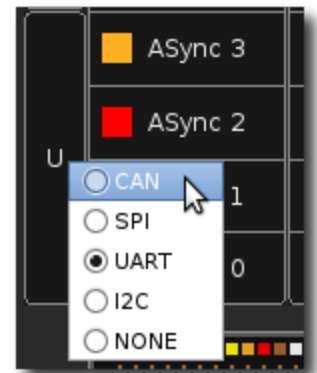 ASync 3
ASync 2
U
CAN
1
SPI
UART
0
I2C
NONE